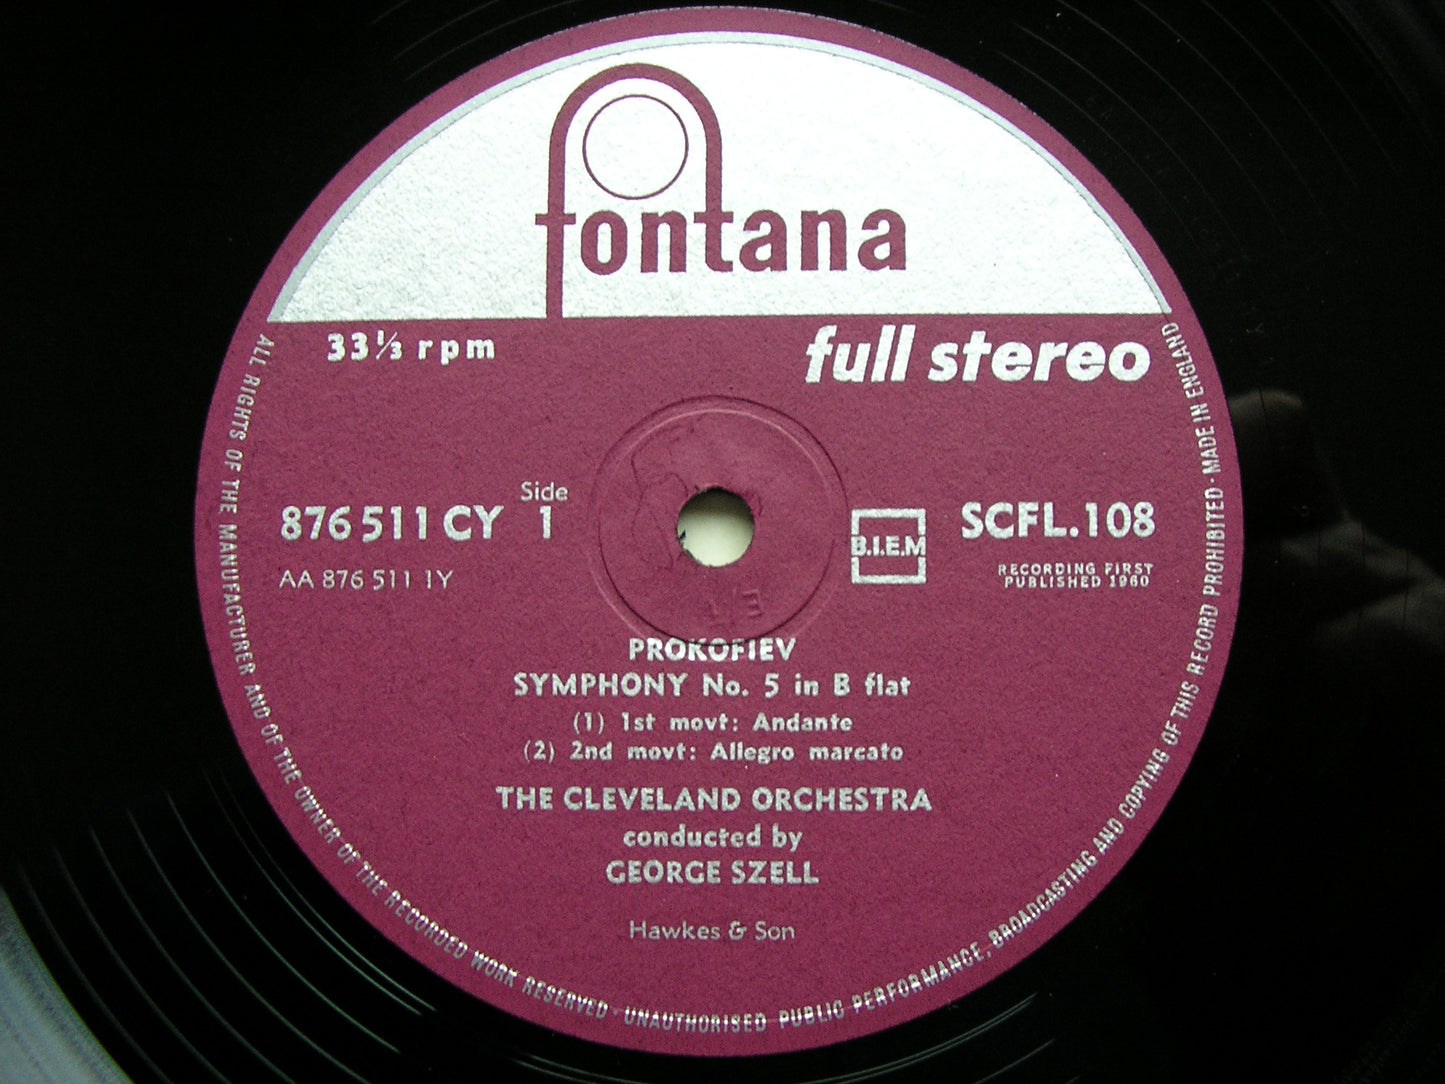 fontana
33⅓ rpm
full stereo
876 511 CY
Side
1
AA 876 511 1Y
B.I.E.M
SCFL.108
RECORDING FIRST
PUBLISHED 1960
PROKOFIEV
SYMPHONY No. 5 in B flat
(1) 1st movt: Andante
(2) 2nd movt: Allegro marcato
THE CLEVELAND ORCHESTRA
conducted by
GEORGE SZELL
Hawkes & Son
ALL RIGHTS OF THE MANUFACTURER AND OF THE OWNER OF THE RECORDED WORK RESERVED · UNAUTHORISED PUBLIC PERFORMANCE, BROADCASTING AND COPYING OF THIS RECORD PROHIBITED · MADE IN ENGLAND